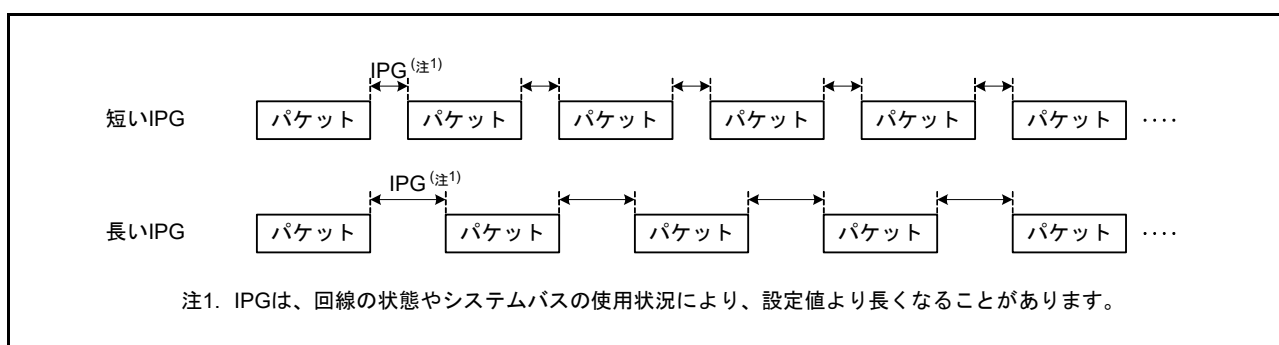 IPG(注1)
短いIPG パケット パケット パケット パケット パケット パケット ‥‥
IPG(注1)
長いIPG パケット パケット パケット パケット パケット ‥‥
注1. IPGは、回線の状態やシステムバスの使用状況により、設定値より長くなることがあります。